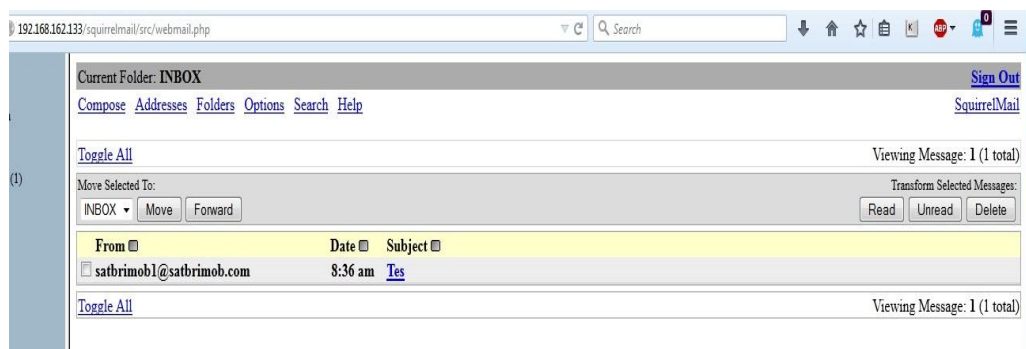 192.168.162.133/squirrelmail/src/webmail.php Search K ABP 0
Current Folder: INBOX Sign Out
Compose Addresses Folders Options Search Help SquirrelMail
Toggle All Viewing Message: 1 (1 total)
(1)
Move Selected To: Transform Selected Messages:
INBOX Move Forward Read Unread Delete
From Date Subject
satbrimob1@satbrimob.com 8:36 am Tes
Toggle All Viewing Message: 1 (1 total)